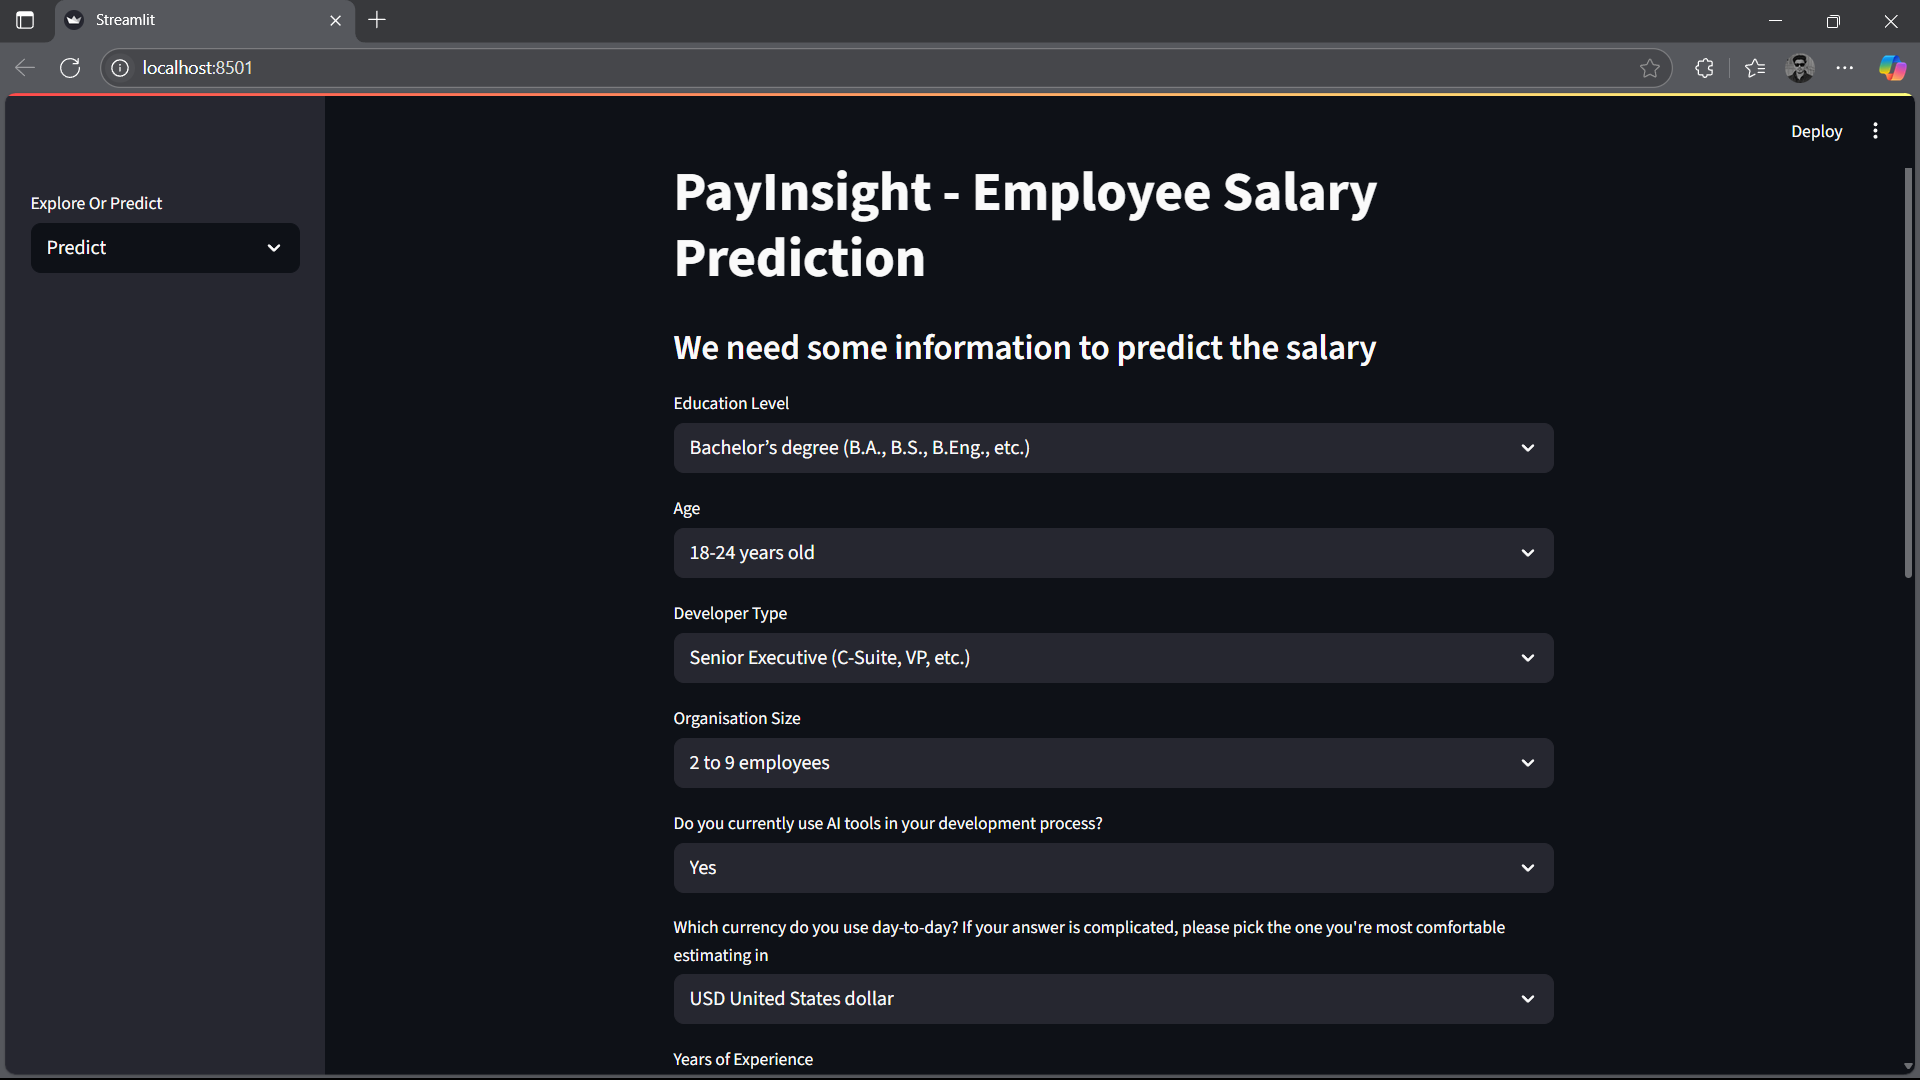 Streamlit
localhost:8501
Deploy
Explore Or Predict
Predict
PayInsight - Employee Salary
Prediction
We need some information to predict the salary
Education Level
Bachelor’s degree (B.A., B.S., B.Eng., etc.)
Age
18-24 years old
Developer Type
Senior Executive (C-Suite, VP, etc.)
Organisation Size
2 to 9 employees
Do you currently use AI tools in your development process?
Yes
Which currency do you use day-to-day? If your answer is complicated, please pick the one you're most comfortable
estimating in
USD United States dollar
Years of Experience